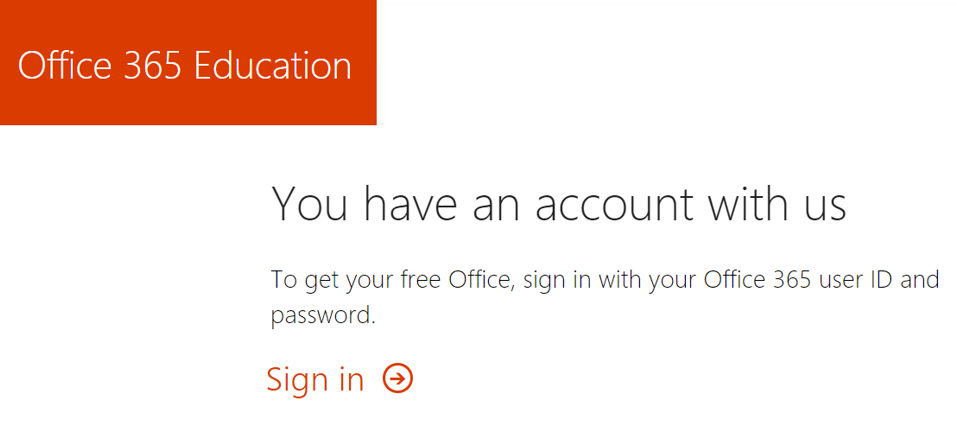 Office 365 Education
You have an account with us
To get your free Office, sign in with your Office 365 user ID and
password.
Sign in